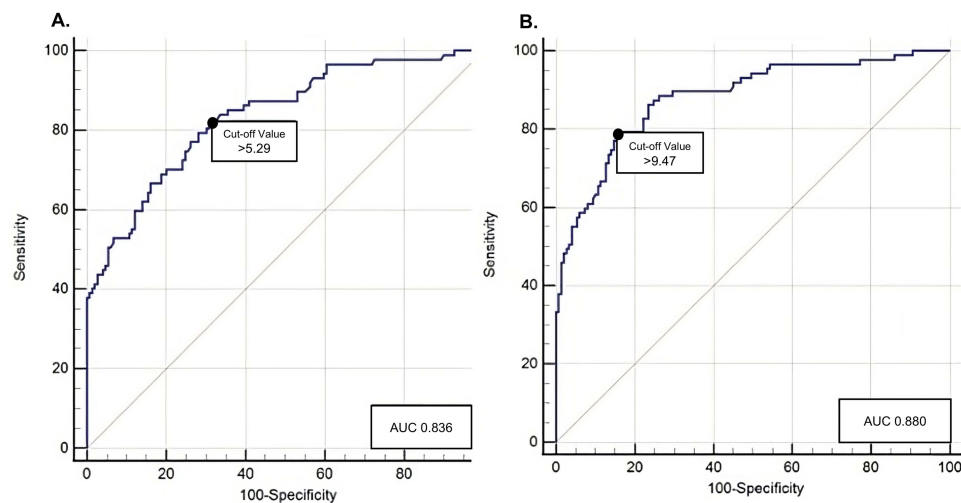 A.
100
80
60
40
20
0
Sensitivity
Cut-off Value
>5.29
AUC 0.836
0 20 40 60 80
100-Specificity
B.
100
80
60
40
20
0
Sensitivity
Cut-off Value
>9.47
AUC 0.880
0 20 40 60 80 100
100-Specificity